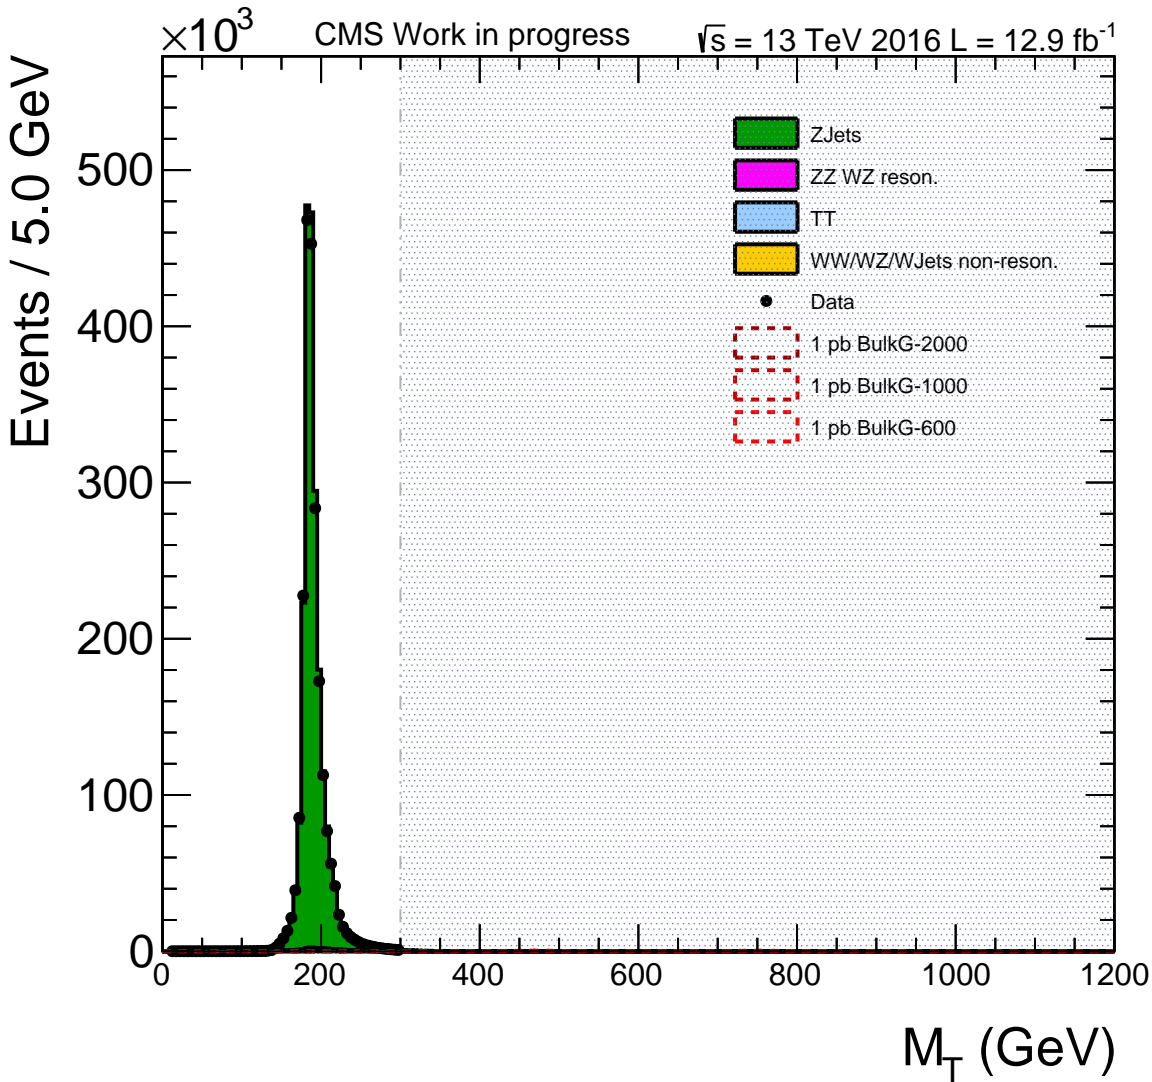 ×10³ CMS Work in progress √s = 13 TeV 2016 L = 12.9 fb⁻¹
Events / 5.0 GeV
500
400
300
200
100
0
ZJets
ZZ WZ reson.
TT
WW/WZ/WJets non-reson.
Data
1 pb BulkG-2000
1 pb BulkG-1000
1 pb BulkG-600
0 200 400 600 800 1000 1200
M_T (GeV)